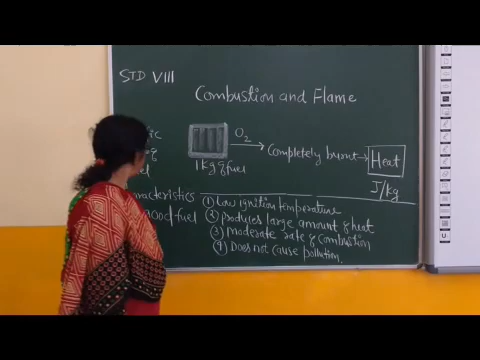 STD VIII
Combustion and Flame
O2
Completely burnt
Heat
1 Kg of fuel
J/kg
① Low ignition temperature
good fuel
② produces large amount of heat
③ moderate rate of combustion
④ Does not cause pollution.